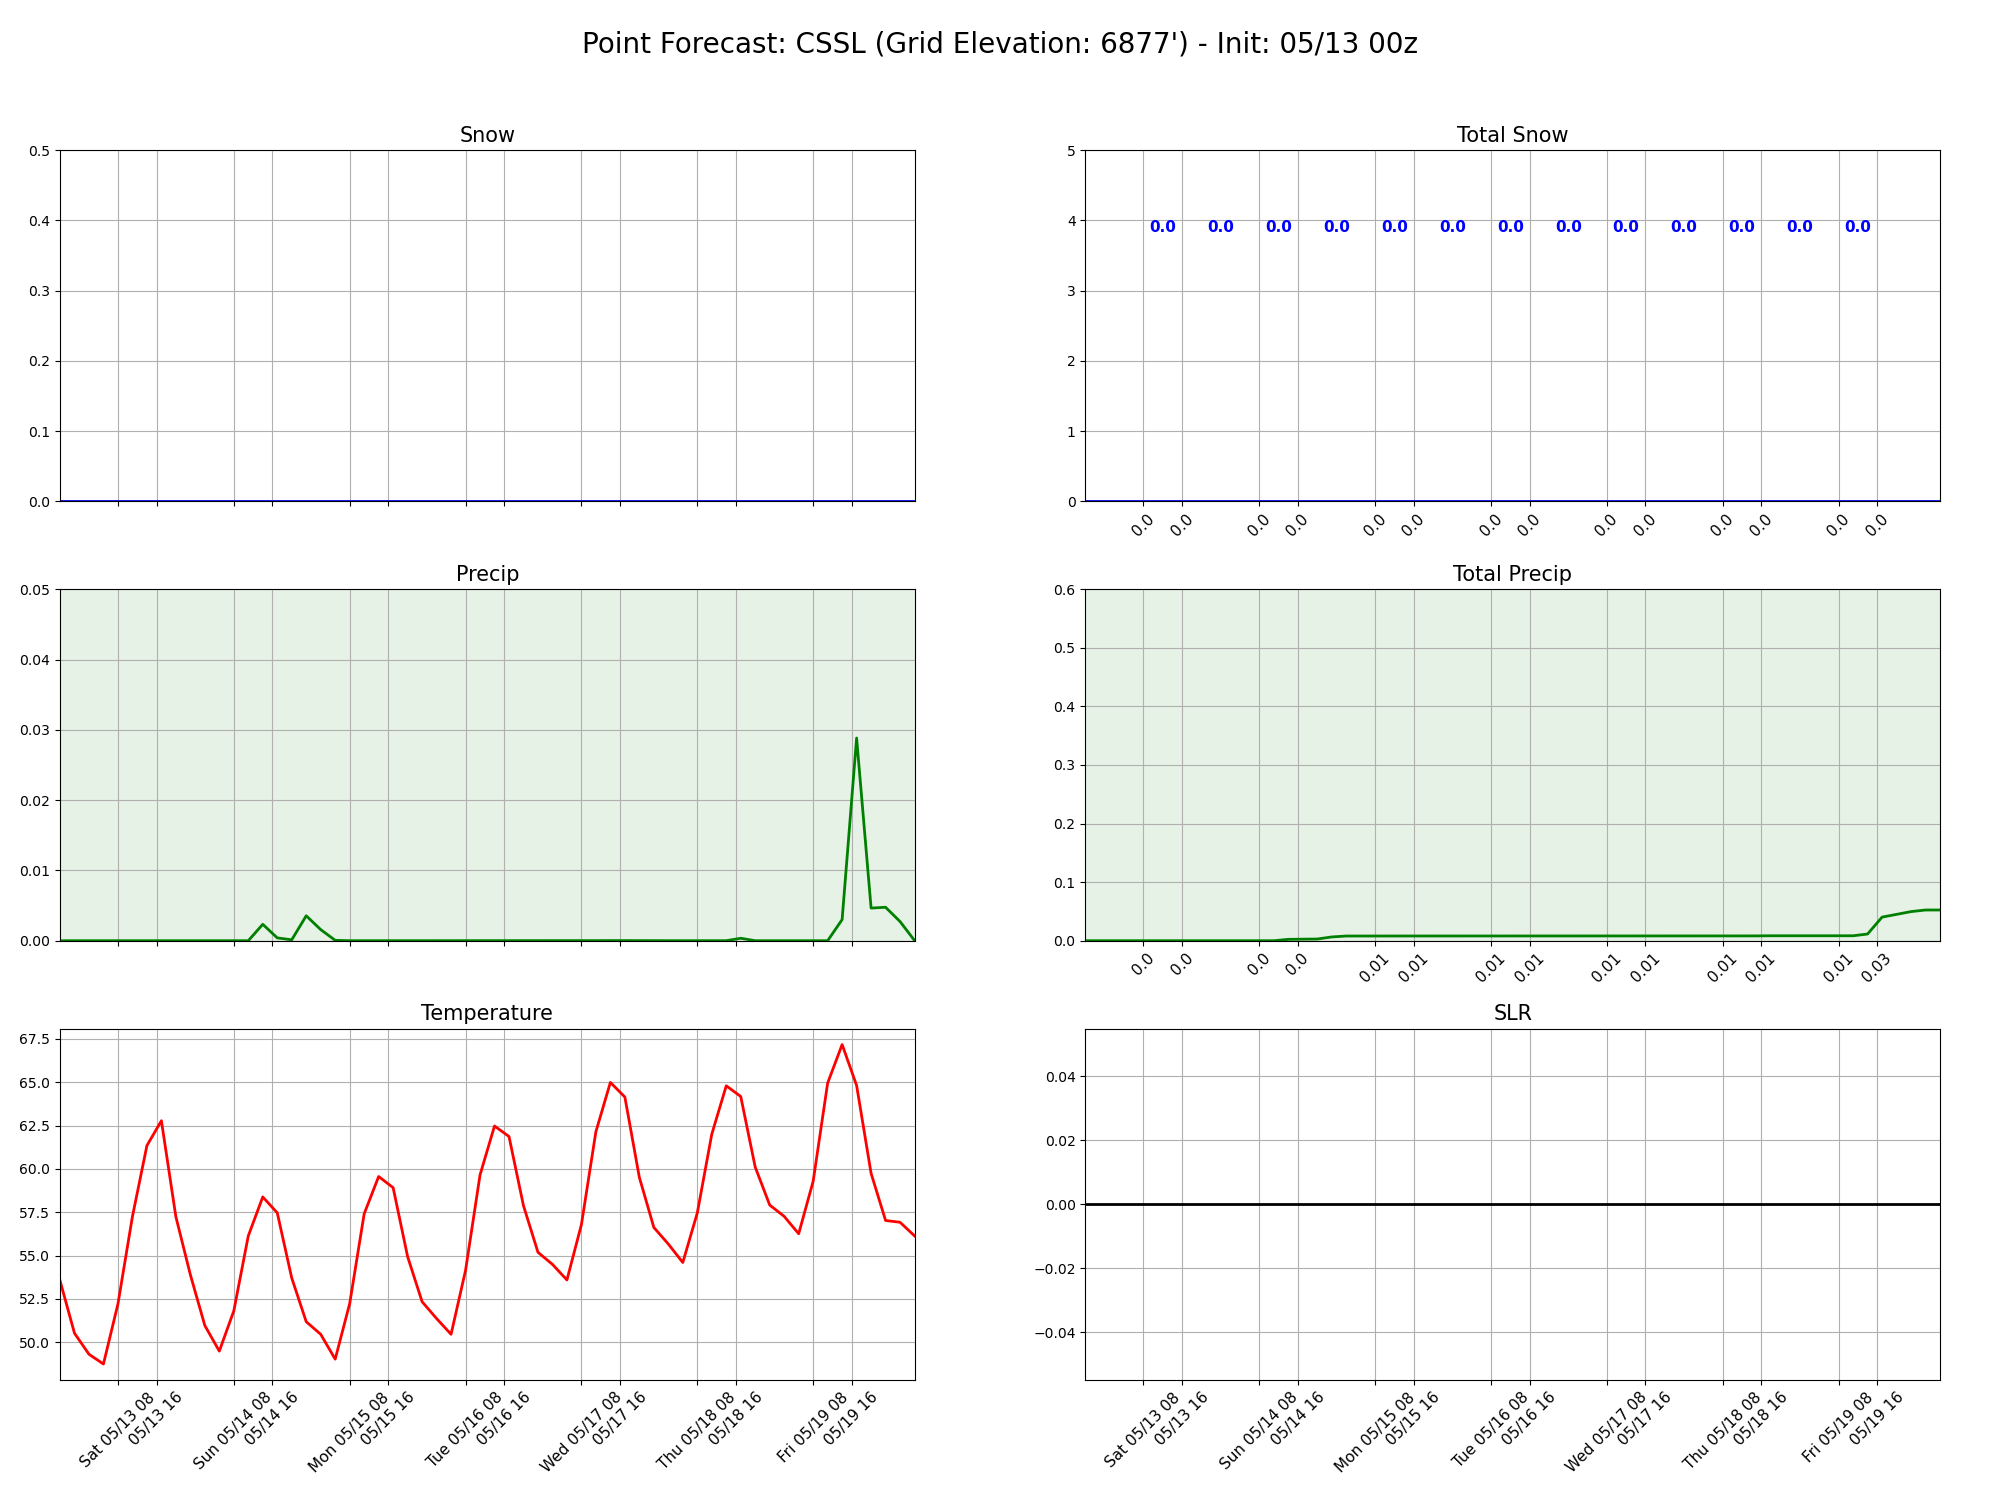 Point Forecast: CSSL (Grid Elevation: 6877') - Init: 05/13 00z
Snow
0.5
0.4
0.3
0.2
0.1
0.0
Total Snow
5
4
3
2
1
0
0.0 0.0 0.0 0.0 0.0 0.0 0.0 0.0 0.0 0.0 0.0 0.0 0.0
0.0 0.0 0.0 0.0 0.0 0.0 0.0 0.0 0.0 0.0 0.0 0.0 0.0 0.0
Precip
0.05
0.04
0.03
0.02
0.01
0.00
Total Precip
0.6
0.5
0.4
0.3
0.2
0.1
0.0
0.0 0.0 0.0 0.0 0.01 0.01 0.01 0.01 0.01 0.01 0.01 0.01 0.01 0.03
Temperature
67.5
65.0
62.5
60.0
57.5
55.0
52.5
50.0
Sat 05/13 08
05/13 16
Sun 05/14 08
05/14 16
Mon 05/15 08
05/15 16
Tue 05/16 08
05/16 16
Wed 05/17 08
05/17 16
Thu 05/18 08
05/18 16
Fri 05/19 08
05/19 16
SLR
0.04
0.02
0.00
−0.02
−0.04
Sat 05/13 08
05/13 16
Sun 05/14 08
05/14 16
Mon 05/15 08
05/15 16
Tue 05/16 08
05/16 16
Wed 05/17 08
05/17 16
Thu 05/18 08
05/18 16
Fri 05/19 08
05/19 16